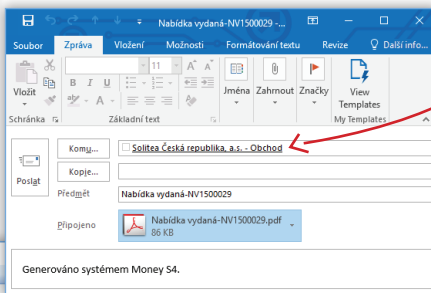 Nabídka vydaná-NV1500029 -...
Soubor Zpráva Vložení Možnosti Formátování textu Revize Další info...
11 A A
B I U
Vložit Jména Zahrnout Značky View Templates
Schránka Základní text My Templates
Komu... Solitea Česká republika, a.s. - Obchod
Kopie...
Poslat
Předmět Nabídka vydaná-NV1500029
Připojeno Nabídka vydaná-NV1500029.pdf
86 KB
Generováno systémem Money S4.